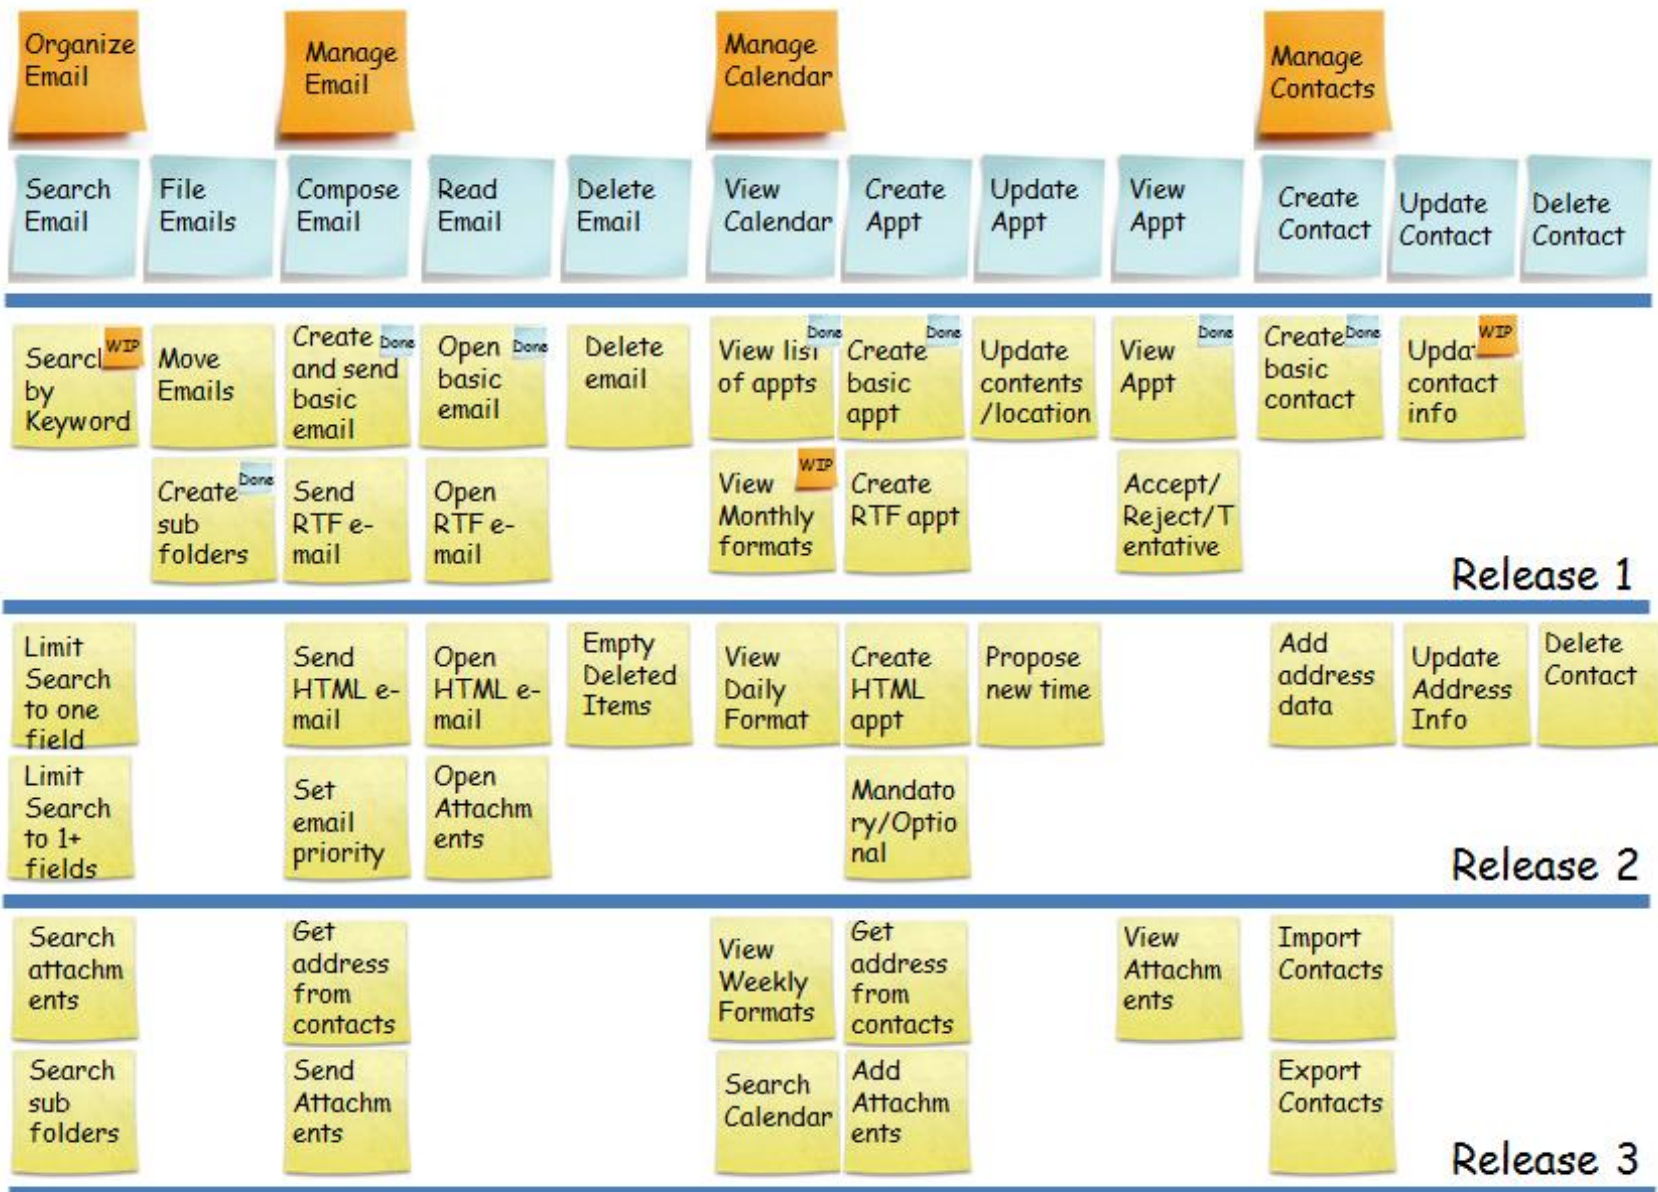 Organize
Email
Manage
Email
Manage
Calendar
Manage
Contacts
Search
Email
File
Emails
Compose
Email
Read
Email
Delete
Email
View
Calendar
Create
Appt
Update
Appt
View
Appt
Create
Contact
Update
Contact
Delete
Contact
WIP
by
Keyword
Move
Emails
Create
Done
and send
basic
email
Open
Done
basic
email
Delete
email
Done
View list
of appts
Done
Create
basic
appt
Update
contents
/location
Done
View
Appt
Create
Done
basic
contact
WIP
contact
info
Create
Done
sub
folders
Send
RTF e-
mail
Open
RTF e-
mail
WIP
View
Monthly
formats
Create
RTF appt
Accept/
Reject/T
entative
Release 1
Limit
Search
to one
field
Send
HTML e-
mail
Open
HTML e-
mail
Empty
Deleted
Items
View
Daily
Format
Create
HTML
appt
Propose
new time
Add
address
data
Update
Address
Info
Delete
Contact
Limit
Search
to 1+
fields
Set
email
priority
Open
Attachm
ents
Mandato
ry/Optio
nal
Release 2
Search
attachm
ents
Get
address
from
contacts
View
Weekly
Formats
Get
address
from
contacts
View
Attachm
ents
Import
Contacts
Search
sub
folders
Send
Attachm
ents
Search
Calendar
Add
Attachm
ents
Export
Contacts
Release 3